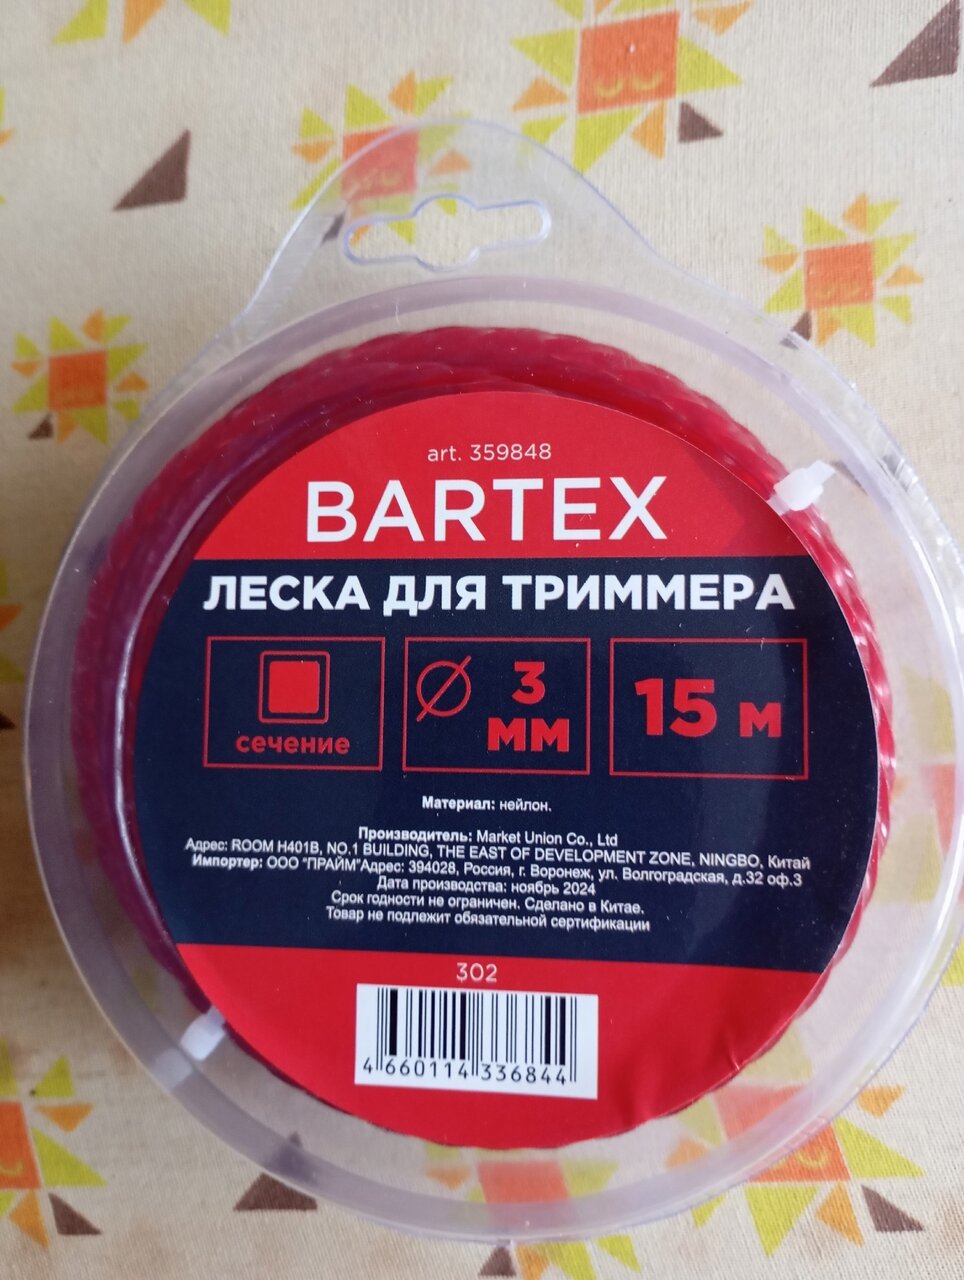 art. 359848
BARTEX
ЛЕСКА ДЛЯ ТРИММЕРА
сечение
Ø 3 мм
15 м
Материал: нейлон.
Производитель: Market Union Co., Ltd
Адрес: ROOM H401B, NO.1 BUILDING, THE EAST OF DEVELOPMENT ZONE, NINGBO, Китай
Импортер: ООО "ПРАЙМ"Адрес: 394028, Россия, г. Воронеж, ул. Волгоградская, д.32 оф.3
Дата производства: ноябрь 2024
Срок годности не ограничен. Сделано в Китае.
Товар не подлежит обязательной сертификации
302
4 660114 336844